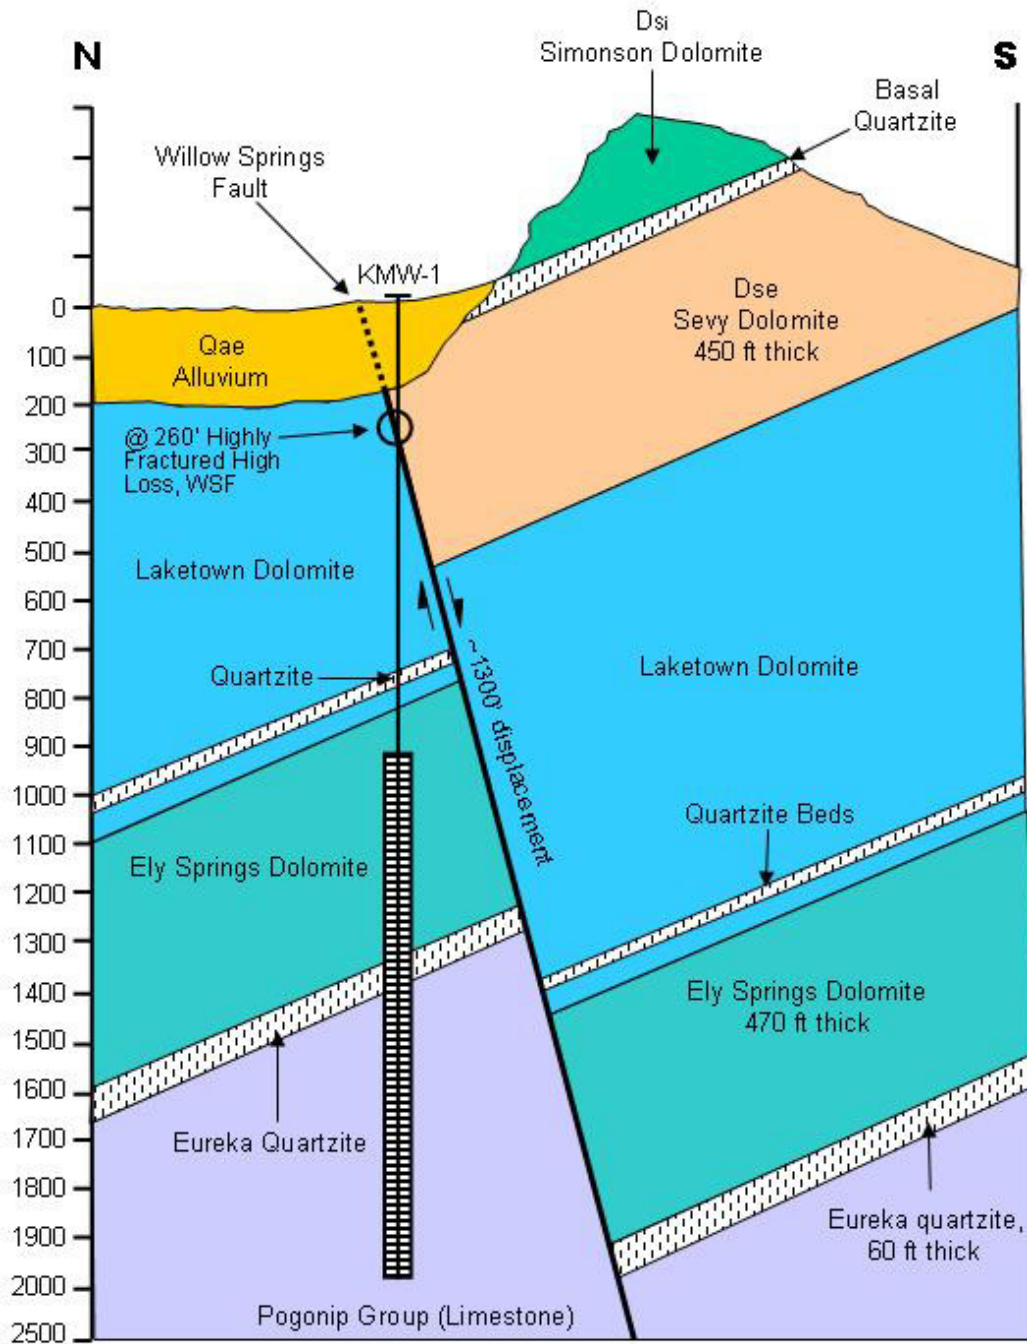 N
S
Dsi
Simonson Dolomite
Basal
Quartzite
Willow Springs
Fault
KMW-1
0
100
200
300
400
500
600
700
800
900
1000
1100
1200
1300
1400
1500
1600
1700
1800
1900
2000
2500
Qae
Alluvium
Dse
Sevy Dolomite
450 ft thick
@ 260' Highly
Fractured High
Loss, WSF
Laketown Dolomite
Quartzite
~1300' displacement
Laketown Dolomite
Quartzite Beds
Ely Springs Dolomite
Ely Springs Dolomite
470 ft thick
Eureka Quartzite
Eureka quartzite,
60 ft thick
Pogonip Group (Limestone)